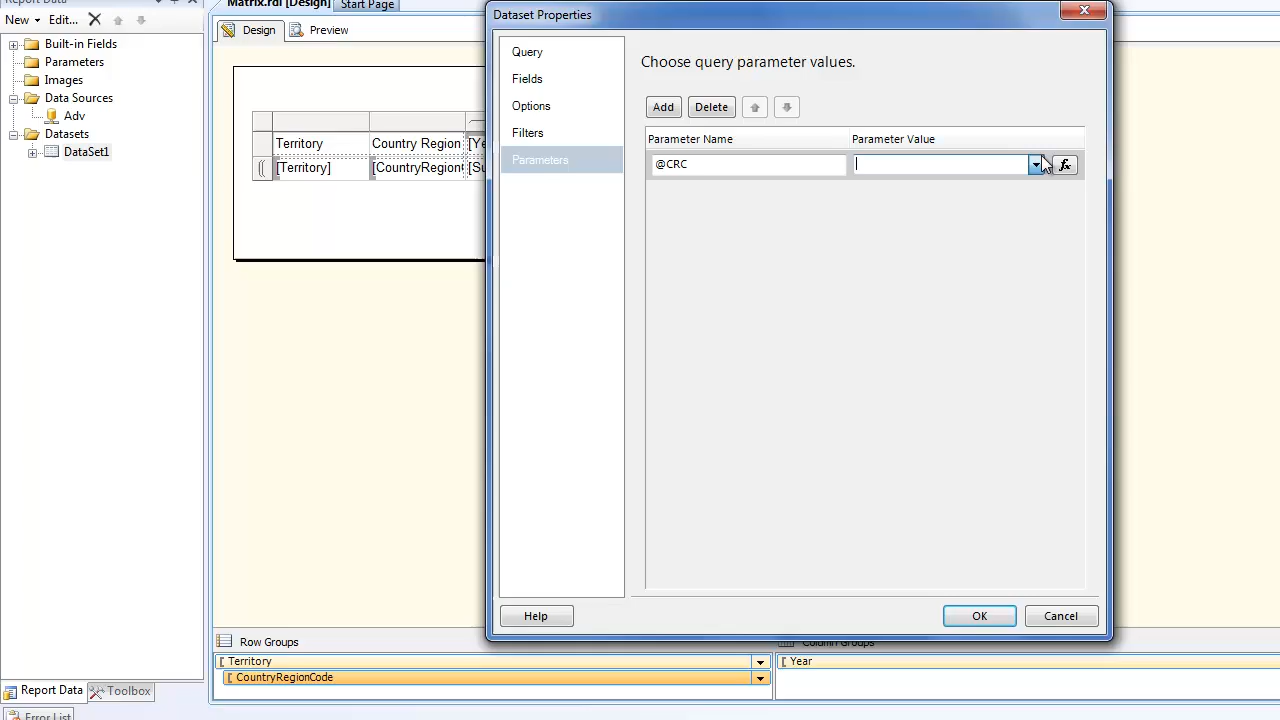 Report Data
Matrix.rdl [Design]
Start Page
Dataset Properties
New
Edit...
Design
Preview
Built-in Fields
Parameters
Images
Data Sources
Adv
Datasets
DataSet1
Territory
Country Region
[Ye
[Territory]
[CountryRegion
[Su
Query
Fields
Options
Filters
Parameters
Choose query parameter values.
Add
Delete
Parameter Name
Parameter Value
@CRC
fx
Help
OK
Cancel
Row Groups
Column Groups
[ Territory
[ CountryRegionCode
[ Year
Report Data
Toolbox
Error List